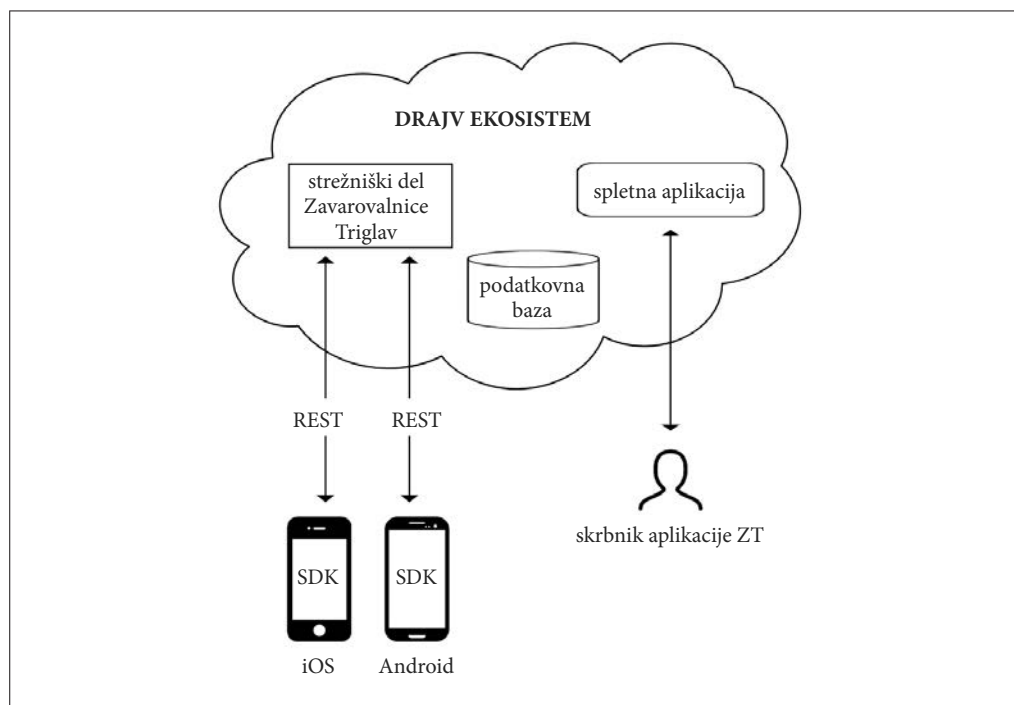 DRAJV EKOSISTEM
strežniški del
Zavarovalnice
Triglav
spletna aplikacija
podatkovna
baza
REST
REST
skrbnik aplikacije ZT
SDK
SDK
iOS
Android